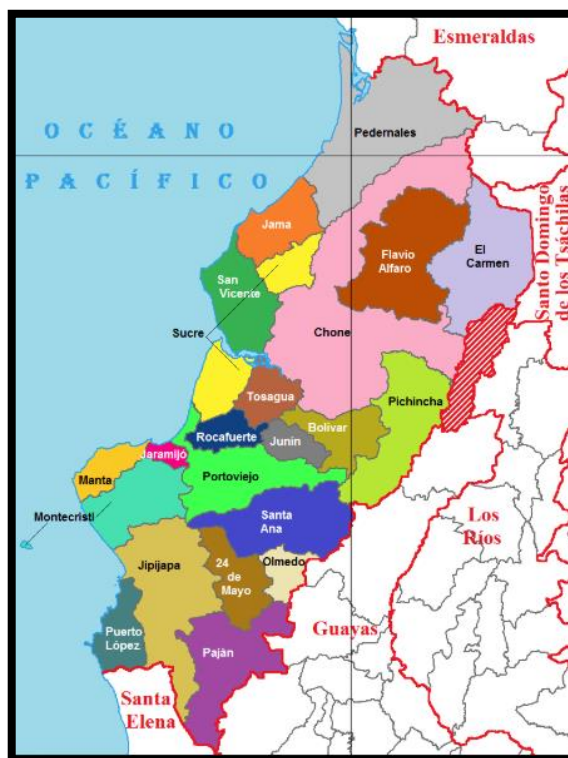 Esmeraldas
OCÉANO
PACÍFICO
Pedernales
Santo Domingo
de los Tsáchilas
Jama
San
Vicente
Flavio
Alfaro
El
Carmen
Sucre
Chone
Tosagua
Pichincha
Rocafuerte
Bolívar
Junín
Jaramijó
Manta
Portoviejo
Montecristi
Santa
Ana
Los
Ríos
Jipijapa
24
de
Mayo
Olmedo
Guayas
Puerto
López
Paján
Santa
Elena